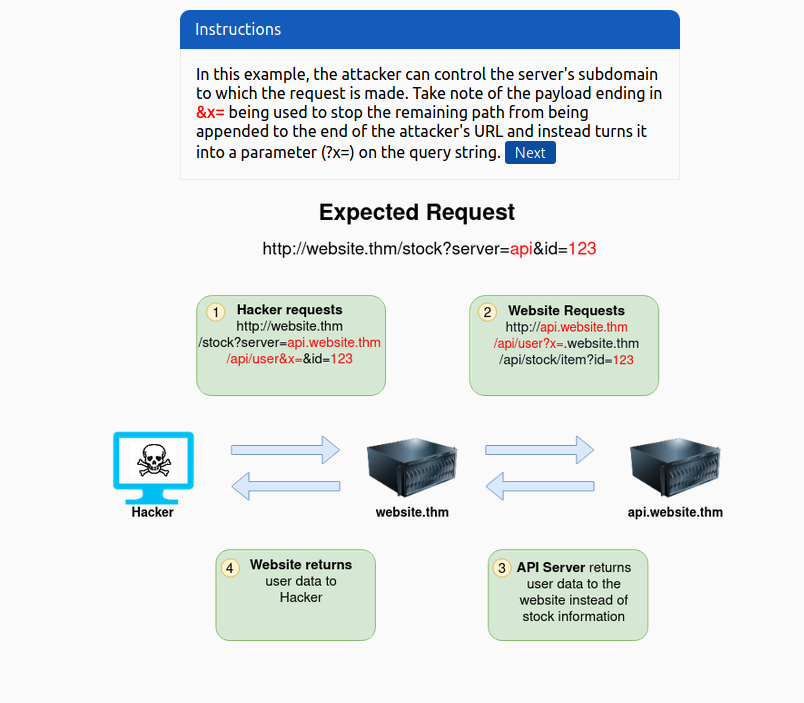 Instructions
In this example, the attacker can control the server's subdomain
to which the request is made. Take note of the payload ending in
&x= being used to stop the remaining path from being
appended to the end of the attacker's URL and instead turns it
into a parameter (?x=) on the query string. Next
Expected Request
http://website.thm/stock?server=api&id=123
1 Hacker requests
http://website.thm
/stock?server=api.website.thm
/api/user&x=&id=123
2 Website Requests
http://api.website.thm
/api/user?x=.website.thm
/api/stock/item?id=123
Hacker
website.thm
api.website.thm
4 Website returns
user data to
Hacker
3 API Server returns
user data to the
website instead of
stock information